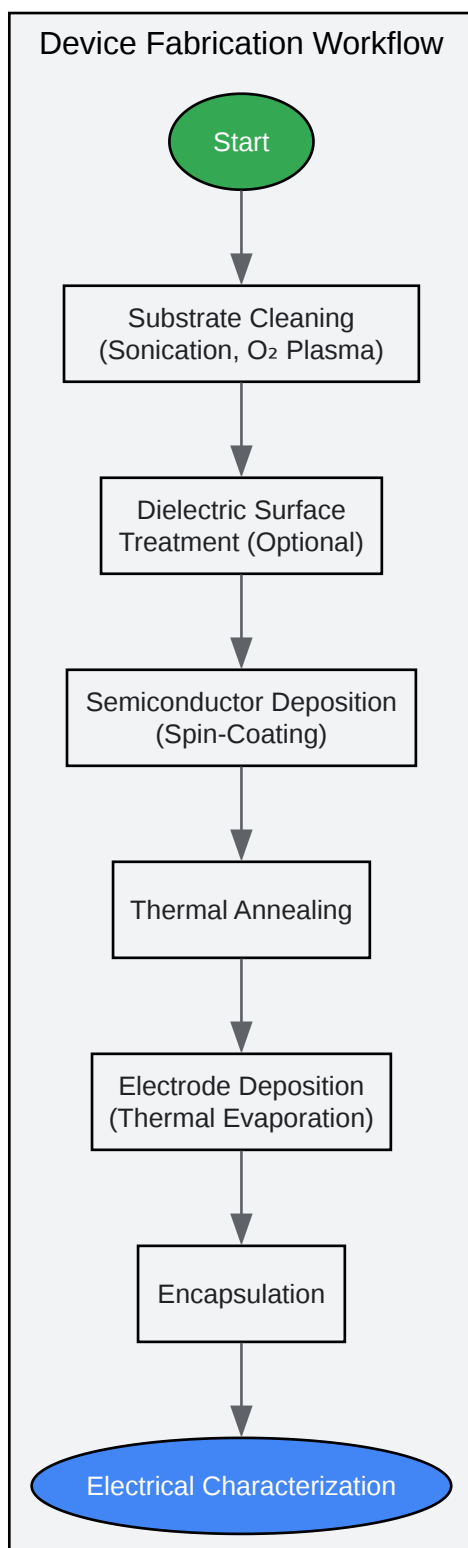 Device Fabrication Workflow
Start
Substrate Cleaning
(Sonication, O₂ Plasma)
Dielectric Surface
Treatment (Optional)
Semiconductor Deposition
(Spin-Coating)
Thermal Annealing
Electrode Deposition
(Thermal Evaporation)
Encapsulation
Electrical Characterization